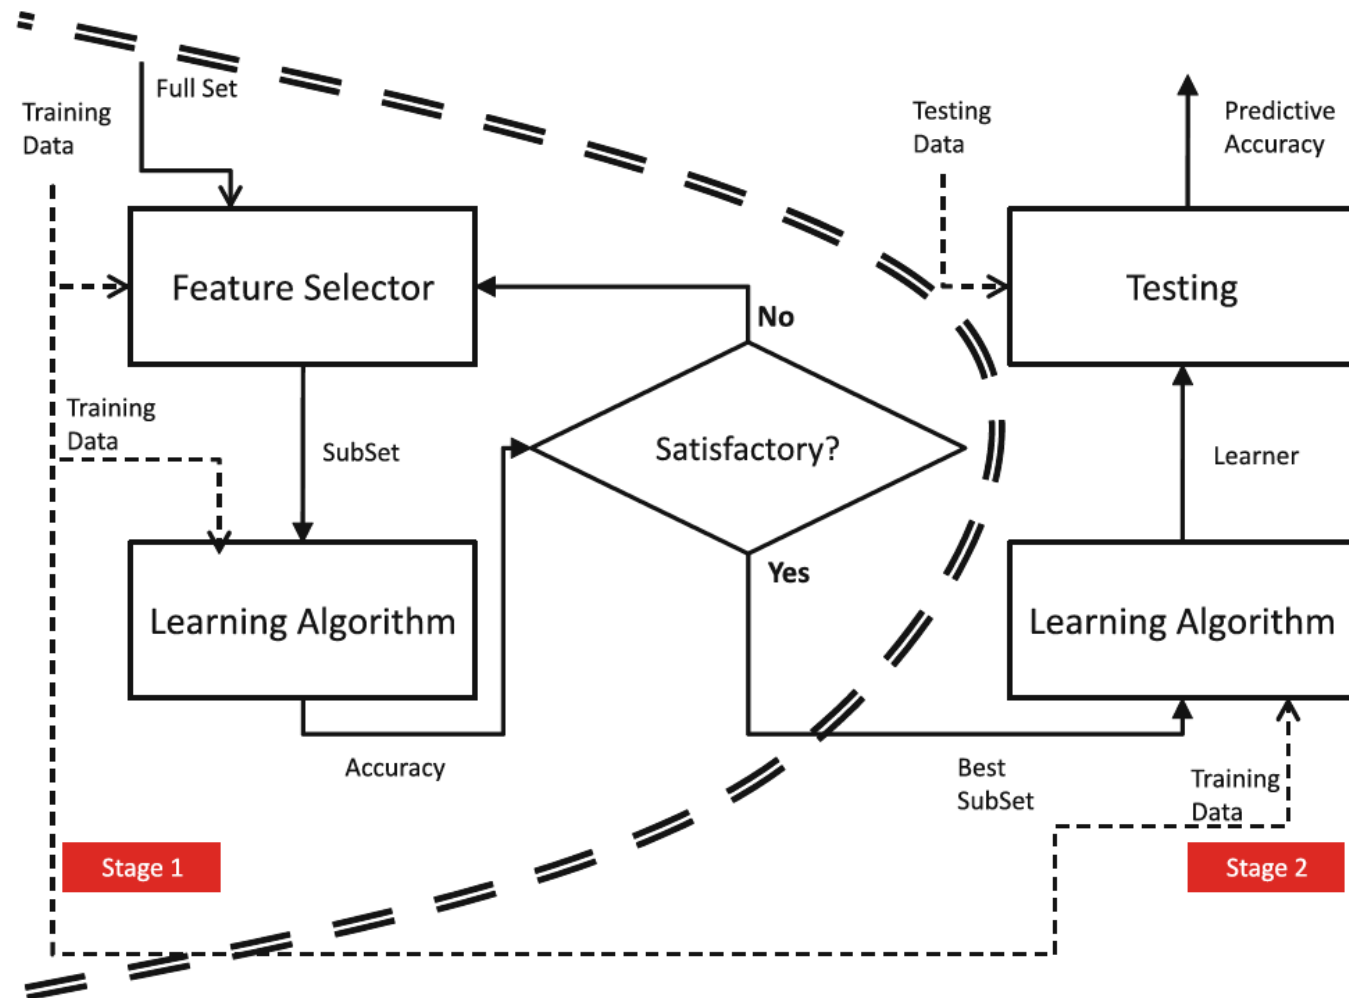 Full Set
Training
Data
Testing
Data
Predictive
Accuracy
Feature Selector
Testing
No
Training
Data
SubSet
Satisfactory?
Learner
Yes
Learning Algorithm
Learning Algorithm
Accuracy
Best
SubSet
Training
Data
Stage 1
Stage 2